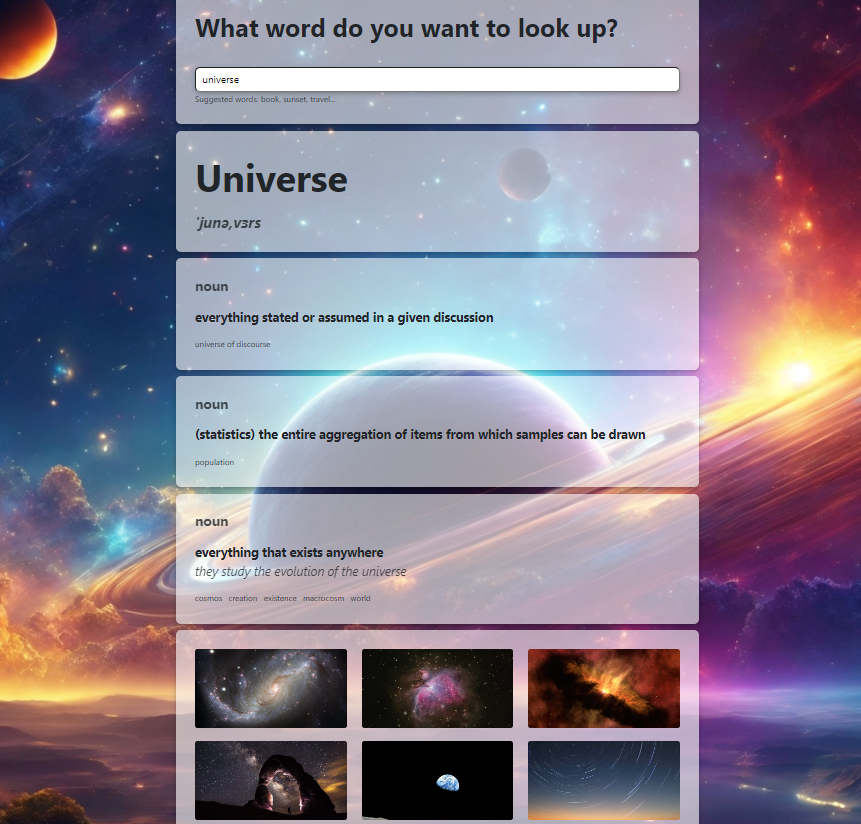 What word do you want to look up?
universe
Suggested words: book, sunset, travel...
Universe
ˈjunəˌvɜrs
noun
everything stated or assumed in a given discussion
universe of discourse
noun
(statistics) the entire aggregation of items from which samples can be drawn
population
noun
everything that exists anywhere
they study the evolution of the universe
cosmos creation existence macrocosm world